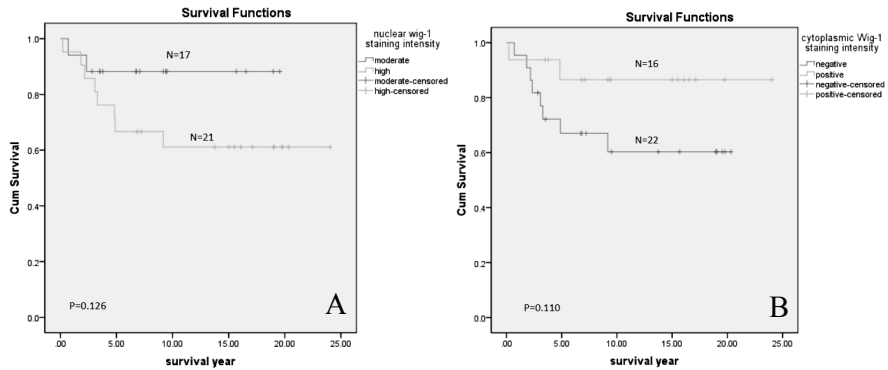 Survival Functions
nuclear wig-1
staining intensity
moderate
high
moderate-censored
high-censored
N=17
N=21
Cum Survival
1.0
0.8
0.6
0.4
0.2
0.0
P=0.126
A
.00
5.00
10.00
15.00
20.00
25.00
survival year
Survival Functions
cytoplasmic Wig-1
staining intensity
negative
positive
negative-censored
positive-censored
N=16
N=22
Cum Survival
1.0
0.8
0.6
0.4
0.2
0.0
P=0.110
B
.00
5.00
10.00
15.00
20.00
25.00
survival year